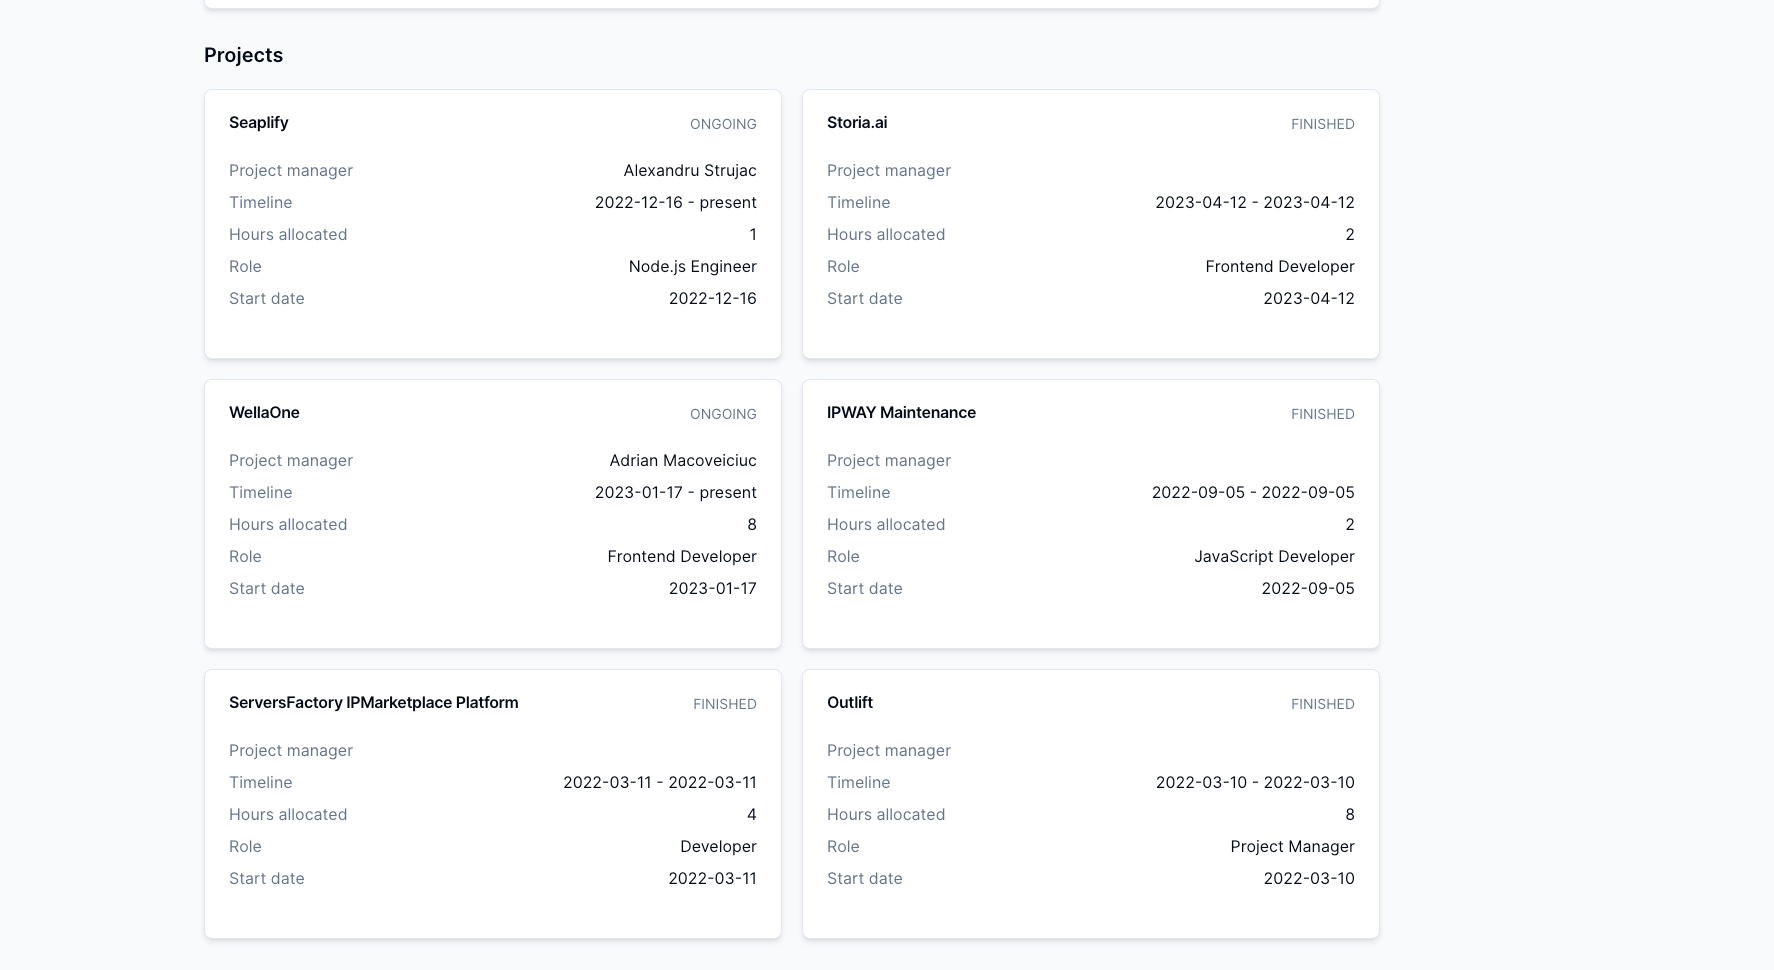 Projects
Seaplify
ONGOING
Project manager
Alexandru Strujac
Timeline
2022-12-16 - present
Hours allocated
1
Role
Node.js Engineer
Start date
2022-12-16
Storia.ai
FINISHED
Project manager
Timeline
2023-04-12 - 2023-04-12
Hours allocated
2
Role
Frontend Developer
Start date
2023-04-12
WellaOne
ONGOING
Project manager
Adrian Macoveiciuc
Timeline
2023-01-17 - present
Hours allocated
8
Role
Frontend Developer
Start date
2023-01-17
IPWAY Maintenance
FINISHED
Project manager
Timeline
2022-09-05 - 2022-09-05
Hours allocated
2
Role
JavaScript Developer
Start date
2022-09-05
ServersFactory IPMarketplace Platform
FINISHED
Project manager
Timeline
2022-03-11 - 2022-03-11
Hours allocated
4
Role
Developer
Start date
2022-03-11
Outlift
FINISHED
Project manager
Timeline
2022-03-10 - 2022-03-10
Hours allocated
8
Role
Project Manager
Start date
2022-03-10